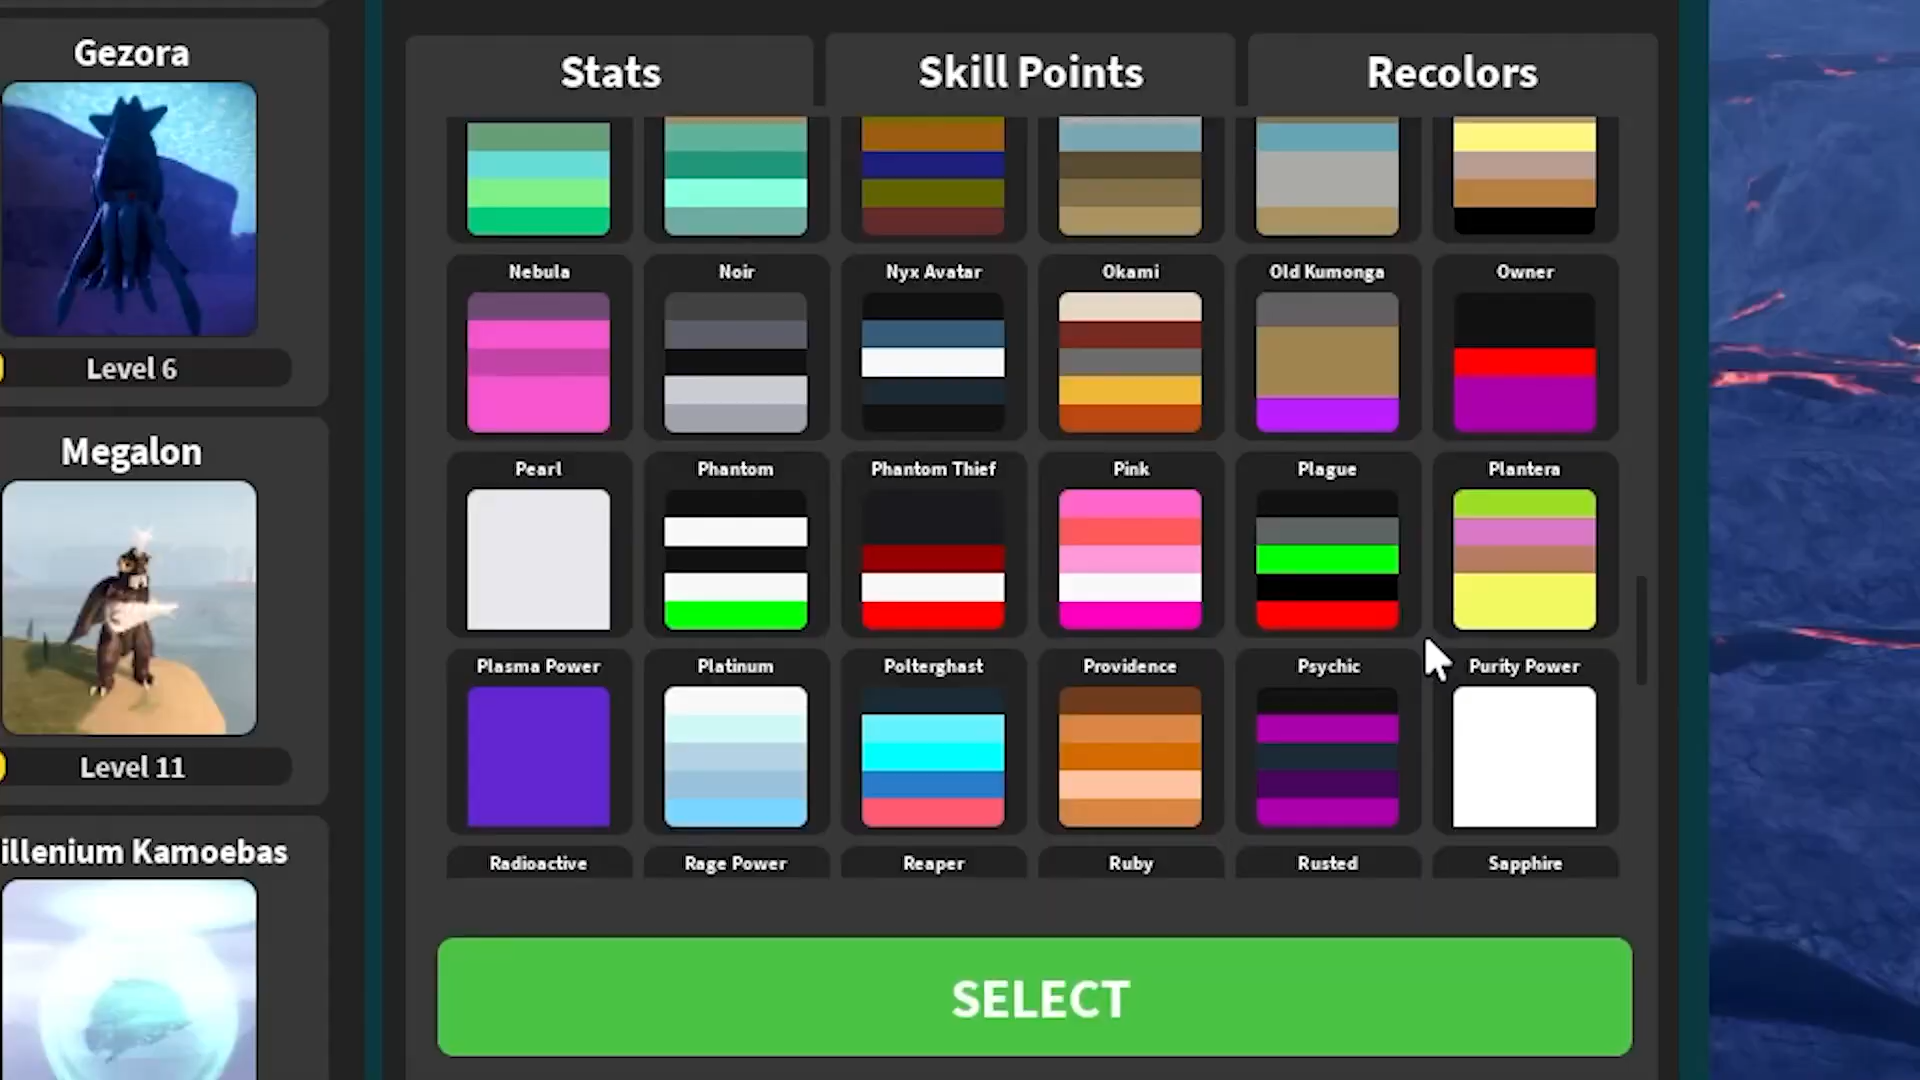 Gezora
Level 6
Megalon
Level 11
illenium Kamoebas
Stats Skill Points Recolors
Nebula Noir Nyx Avatar Okami Old Kumonga Owner
Pearl Phantom Phantom Thief Pink Plague Plantera
Plasma Power Platinum Polterghast Providence Psychic Purity Power
Radioactive Rage Power Reaper Ruby Rusted Sapphire
SELECT